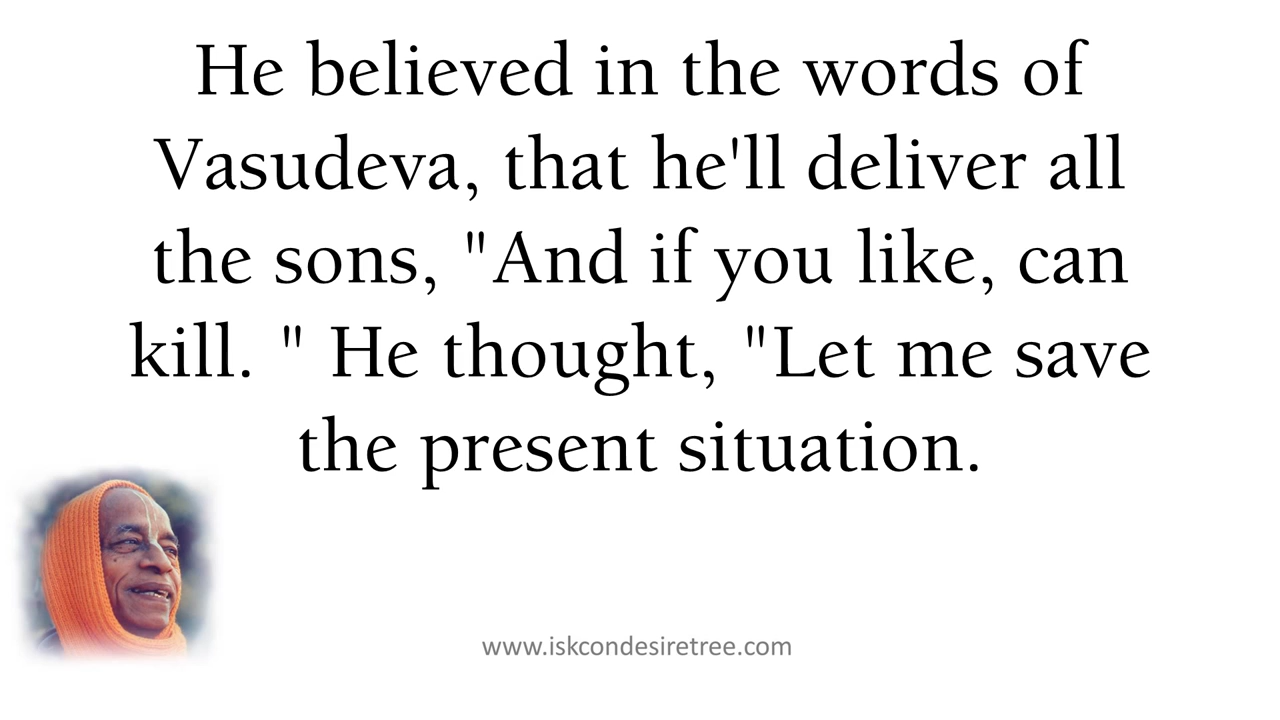 He believed in the words of
Vasudeva, that he'll deliver all
the sons, "And if you like, can
kill. " He thought, "Let me save
the present situation.
www.iskcondesiretree.com